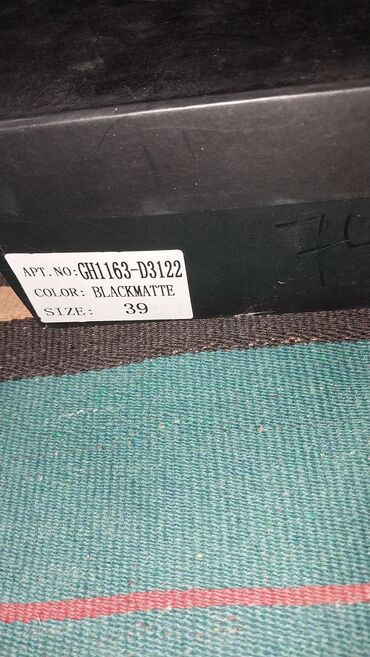 APT. NO: GH1163-D3122
COLOR: BLACKMATTE
SIZE: 39